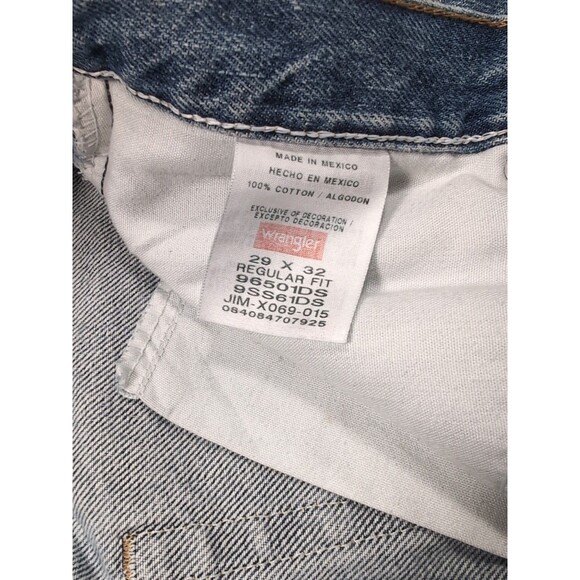 MADE IN MEXICO
HECHO EN MEXICO
100% COTTON / ALGODON
EXCLUSIVE OF DECORATION /
EXCEPTO DECORACION
Wrangler
29 X 32
REGULAR FIT
96501DS
9SS61DS
JIM-X069-015
084084707925